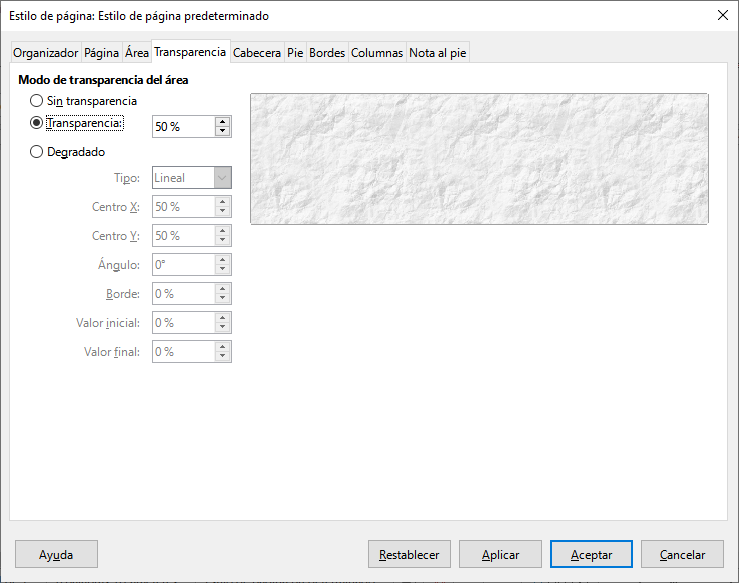 Estilo de página: Estilo de página predeterminado
Organizador Página Área Transparencia Cabecera Pie Bordes Columnas Nota al pie
Modo de transparencia del área
Sin transparencia
Transparencia: 50 %
Degradado
Tipo: Lineal
Centro X: 50 %
Centro Y: 50 %
Ángulo: 0°
Borde: 0 %
Valor inicial: 0 %
Valor final: 0 %
Ayuda Restablecer Aplicar Aceptar Cancelar